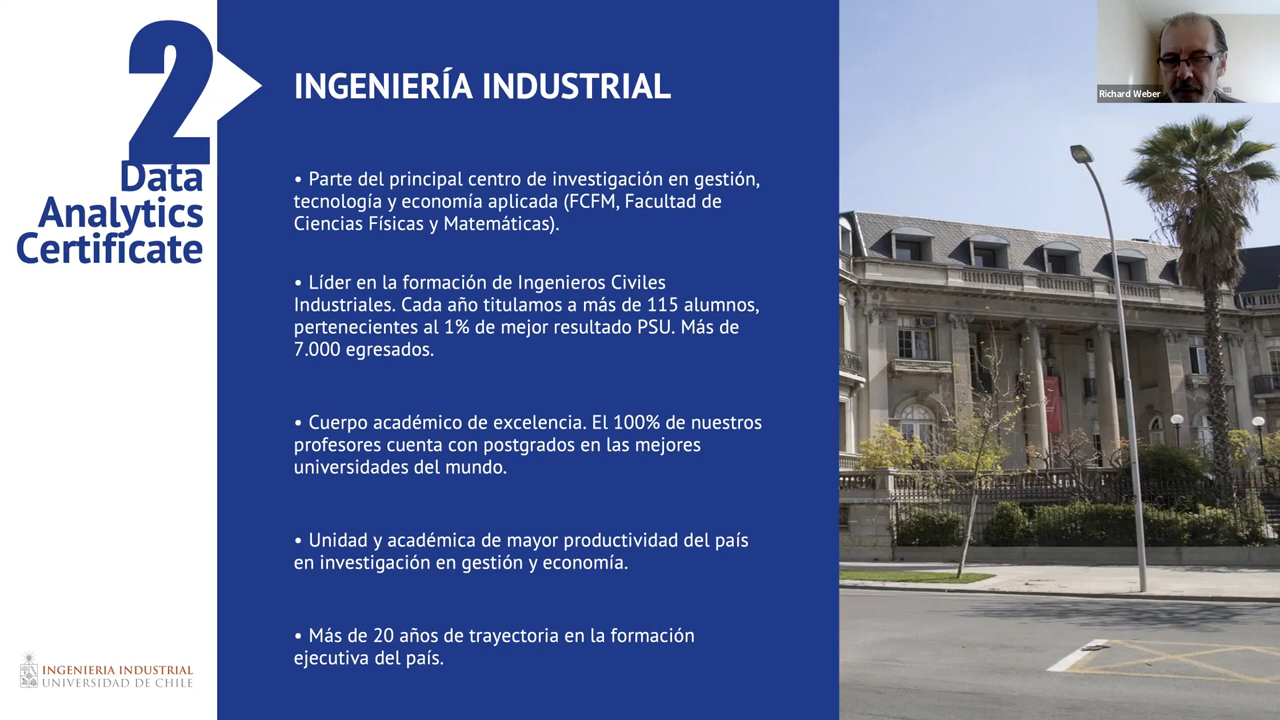 2
Data
Analytics
Certificate
INGENIERÍA INDUSTRIAL
• Parte del principal centro de investigación en gestión,
tecnología y economía aplicada (FCFM, Facultad de
Ciencias Físicas y Matemáticas).
• Líder en la formación de Ingenieros Civiles
Industriales. Cada año titulamos a más de 115 alumnos,
pertenecientes al 1% de mejor resultado PSU. Más de
7.000 egresados.
• Cuerpo académico de excelencia. El 100% de nuestros
profesores cuenta con postgrados en las mejores
universidades del mundo.
• Unidad y académica de mayor productividad del país
en investigación en gestión y economía.
• Más de 20 años de trayectoria en la formación
ejecutiva del país.
INGENIERIA INDUSTRIAL
UNIVERSIDAD DE CHILE
Richard Weber